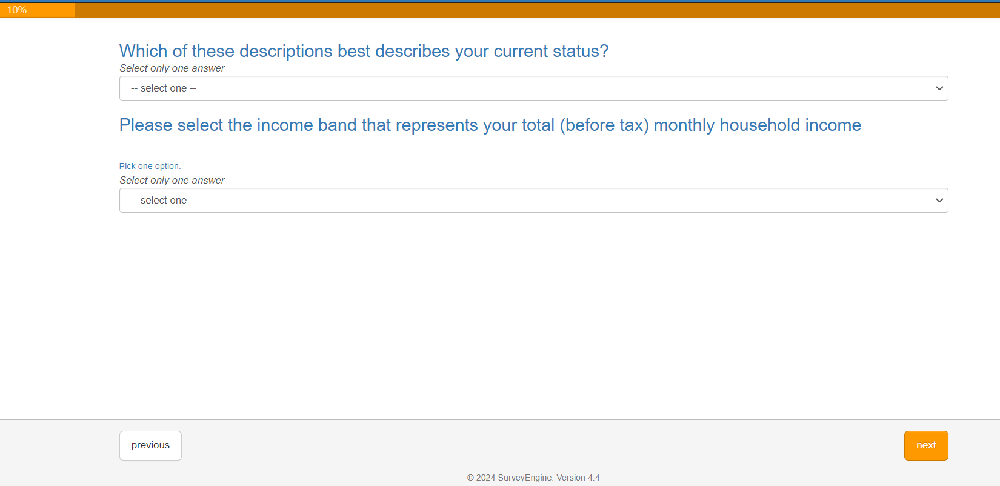 10%
Which of these descriptions best describes your current status?
Select only one answer
-- select one --
Please select the income band that represents your total (before tax) monthly household income
Pick one option.
Select only one answer
-- select one --
previous
next
© 2024 SurveyEngine. Version 4.4